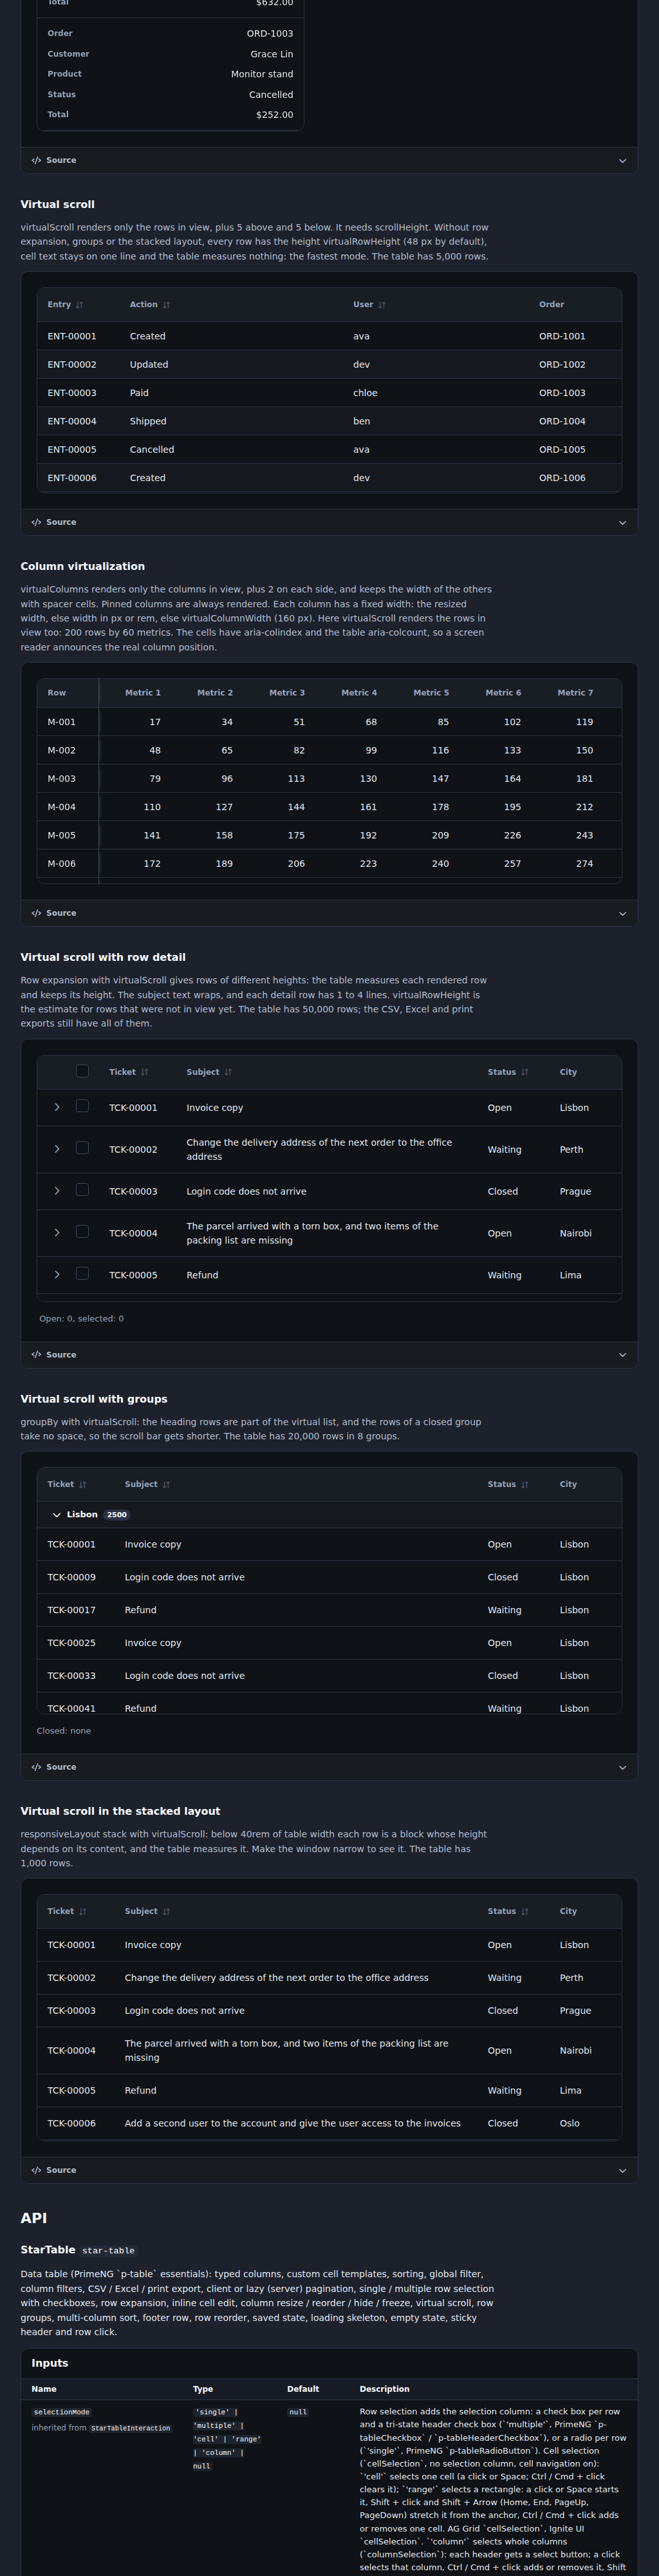 Total $632.00
Order ORD-1003
Customer Grace Lin
Product Monitor stand
Status Cancelled
Total $252.00
</> Source
Virtual scroll
virtualScroll renders only the rows in view, plus 5 above and 5 below. It needs scrollHeight. Without row
expansion, groups or the stacked layout, every row has the height virtualRowHeight (48 px by default),
cell text stays on one line and the table measures nothing: the fastest mode. The table has 5,000 rows.
Entry Action User Order
ENT-00001 Created ava ORD-1001
ENT-00002 Updated dev ORD-1002
ENT-00003 Paid chloe ORD-1003
ENT-00004 Shipped ben ORD-1004
ENT-00005 Cancelled ava ORD-1005
ENT-00006 Created dev ORD-1006
</> Source
Column virtualization
virtualColumns renders only the columns in view, plus 2 on each side, and keeps the width of the others
with spacer cells. Pinned columns are always rendered. Each column has a fixed width: the resized
width, else width in px or rem, else virtualColumnWidth (160 px). Here virtualScroll renders the rows in
view too: 200 rows by 60 metrics. The cells have aria-colindex and the table aria-colcount, so a screen
reader announces the real column position.
Row Metric 1 Metric 2 Metric 3 Metric 4 Metric 5 Metric 6 Metric 7
M-001 17 34 51 68 85 102 119
M-002 48 65 82 99 116 133 150
M-003 79 96 113 130 147 164 181
M-004 110 127 144 161 178 195 212
M-005 141 158 175 192 209 226 243
M-006 172 189 206 223 240 257 274
</> Source
Virtual scroll with row detail
Row expansion with virtualScroll gives rows of different heights: the table measures each rendered row
and keeps its height. The subject text wraps, and each detail row has 1 to 4 lines. virtualRowHeight is
the estimate for rows that were not in view yet. The table has 50,000 rows; the CSV, Excel and print
exports still have all of them.
Ticket Subject Status City
TCK-00001 Invoice copy Open Lisbon
TCK-00002 Change the delivery address of the next order to the office
address Waiting Perth
TCK-00003 Login code does not arrive Closed Prague
TCK-00004 The parcel arrived with a torn box, and two items of the
packing list are missing Open Nairobi
TCK-00005 Refund Waiting Lima
Open: 0, selected: 0
</> Source
Virtual scroll with groups
groupBy with virtualScroll: the heading rows are part of the virtual list, and the rows of a closed group
take no space, so the scroll bar gets shorter. The table has 20,000 rows in 8 groups.
Ticket Subject Status City
Lisbon 2500
TCK-00001 Invoice copy Open Lisbon
TCK-00009 Login code does not arrive Closed Lisbon
TCK-00017 Refund Waiting Lisbon
TCK-00025 Invoice copy Open Lisbon
TCK-00033 Login code does not arrive Closed Lisbon
TCK-00041 Refund Waiting Lisbon
Closed: none
</> Source
Virtual scroll in the stacked layout
responsiveLayout stack with virtualScroll: below 40rem of table width each row is a block whose height
depends on its content, and the table measures it. Make the window narrow to see it. The table has
1,000 rows.
Ticket Subject Status City
TCK-00001 Invoice copy Open Lisbon
TCK-00002 Change the delivery address of the next order to the office address Waiting Perth
TCK-00003 Login code does not arrive Closed Prague
TCK-00004 The parcel arrived with a torn box, and two items of the packing list are
missing Open Nairobi
TCK-00005 Refund Waiting Lima
TCK-00006 Add a second user to the account and give the user access to the invoices Closed Oslo
</> Source
API
StarTable star-table
Data table (PrimeNG `p-table` essentials): typed columns, custom cell templates, sorting, global filter,
column filters, CSV / Excel / print export, client or lazy (server) pagination, single / multiple row selection
with checkboxes, row expansion, inline cell edit, column resize / reorder / hide / freeze, virtual scroll, row
groups, multi-column sort, footer row, row reorder, saved state, loading skeleton, empty state, sticky
header and row click.
Inputs
Name Type Default Description
selectionMode
inherited from StarTableInteraction
'single' |
'multiple' |
'cell' | 'range'
| 'column' |
null
null
Row selection adds the selection column: a check box per row
and a tri-state header check box (`'multiple'`, PrimeNG `p-
tableCheckbox` / `p-tableHeaderCheckbox`), or a radio per row
(`'single'`, PrimeNG `p-tableRadioButton`). Cell selection
(`cellSelection`, no selection column, cell navigation on):
`'cell'` selects one cell (a click or Space; Ctrl / Cmd + click
clears it); `'range'` selects a rectangle: a click or Space starts
it, Shift + click and Shift + Arrow (Home, End, PageUp,
PageDown) stretch it from the anchor, Ctrl / Cmd + click adds
or removes one cell. AG Grid `cellSelection`, Ignite UI
`cellSelection`. `'column'` selects whole columns
(`columnSelection`): each header gets a select button; a click
selects that column, Ctrl / Cmd + click adds or removes it, Shift